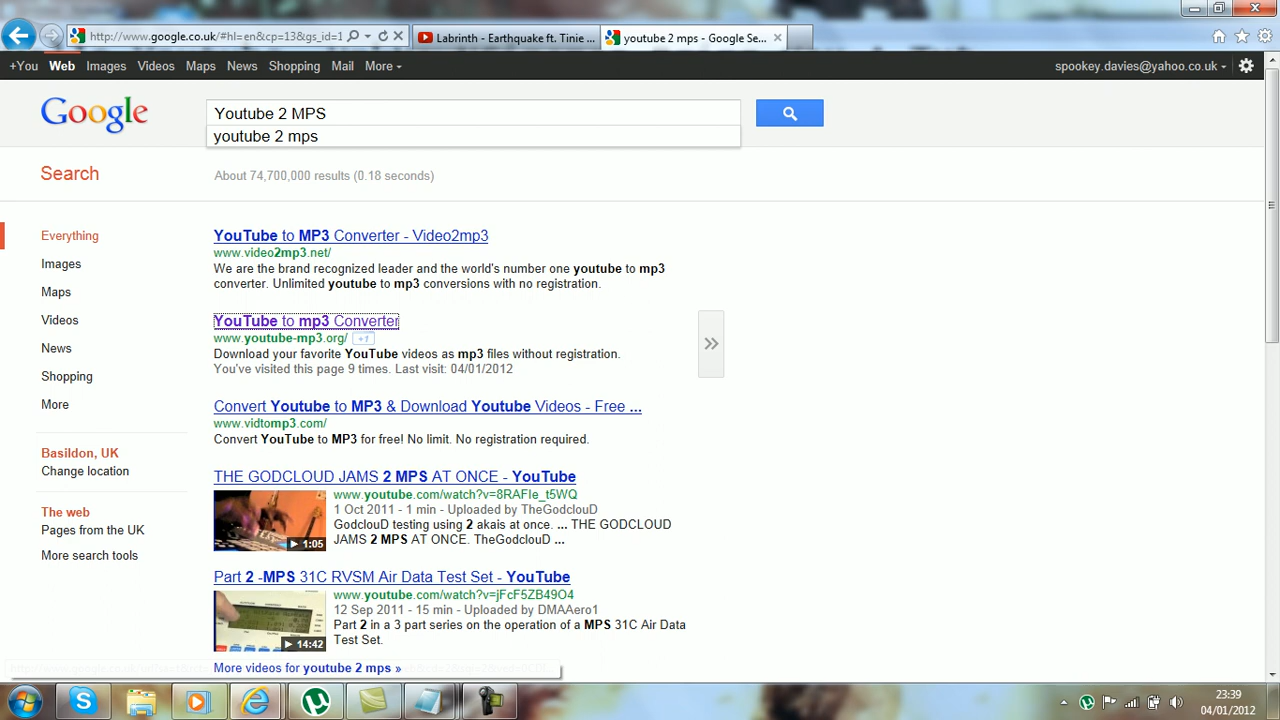 http://www.google.co.uk/#hl=en&cp=13&gs_id=1
Labrinth - Earthquake ft. Tinie ...
youtube 2 mps - Google Se...
+You Web Images Videos Maps News Shopping Mail More
spookey.davies@yahoo.co.uk
Google
Youtube 2 MPS
youtube 2 mps
Search
About 74,700,000 results (0.18 seconds)
Everything
Images
Maps
Videos
News
Shopping
More
Basildon, UK
Change location
The web
Pages from the UK
More search tools
YouTube to MP3 Converter - Video2mp3
www.video2mp3.net/
We are the brand recognized leader and the world's number one youtube to mp3
converter. Unlimited youtube to mp3 conversions with no registration.
YouTube to mp3 Converter
www.youtube-mp3.org/ +1
Download your favorite YouTube videos as mp3 files without registration.
You've visited this page 9 times. Last visit: 04/01/2012
Convert Youtube to MP3 & Download Youtube Videos - Free ...
www.vidtomp3.com/
Convert YouTube to MP3 for free! No limit. No registration required.
THE GODCLOUD JAMS 2 MPS AT ONCE - YouTube
www.youtube.com/watch?v=8RAFIe_t5WQ
1 Oct 2011 - 1 min - Uploaded by TheGodclouD
GodclouD testing using 2 akais at once. ... THE GODCLOUD
JAMS 2 MPS AT ONCE. TheGodclouD ...
1:05
Part 2 -MPS 31C RVSM Air Data Test Set - YouTube
www.youtube.com/watch?v=jFcF5ZB49O4
12 Sep 2011 - 15 min - Uploaded by DMAAero1
Part 2 in a 3 part series on the operation of a MPS 31C Air Data
Test Set.
14:42
More videos for youtube 2 mps »
23:39
04/01/2012